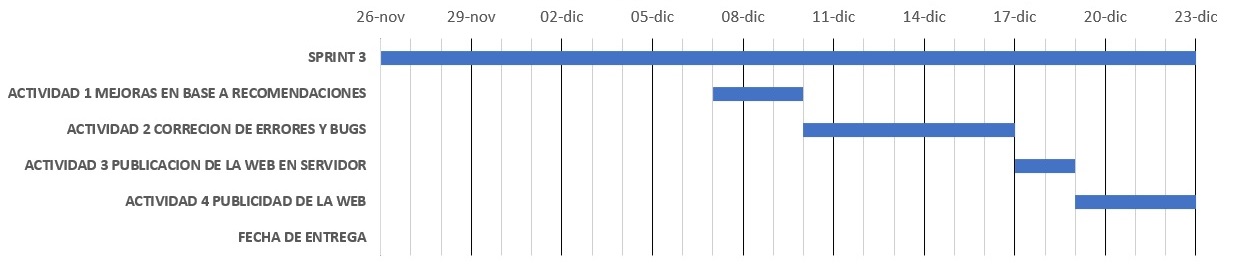 26-nov 29-nov 02-dic 05-dic 08-dic 11-dic 14-dic 17-dic 20-dic 23-dic
SPRINT 3
ACTIVIDAD 1 MEJORAS EN BASE A RECOMENDACIONES
ACTIVIDAD 2 CORRECION DE ERRORES Y BUGS
ACTIVIDAD 3 PUBLICACION DE LA WEB EN SERVIDOR
ACTIVIDAD 4 PUBLICIDAD DE LA WEB
FECHA DE ENTREGA